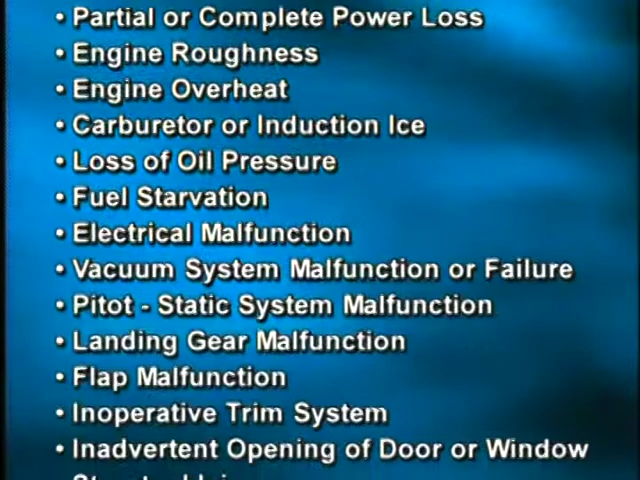 • Partial or Complete Power Loss
• Engine Roughness
• Engine Overheat
• Carburetor or Induction Ice
• Loss of Oil Pressure
• Fuel Starvation
• Electrical Malfunction
• Vacuum System Malfunction or Failure
• Pitot - Static System Malfunction
• Landing Gear Malfunction
• Flap Malfunction
• Inoperative Trim System
• Inadvertent Opening of Door or Window